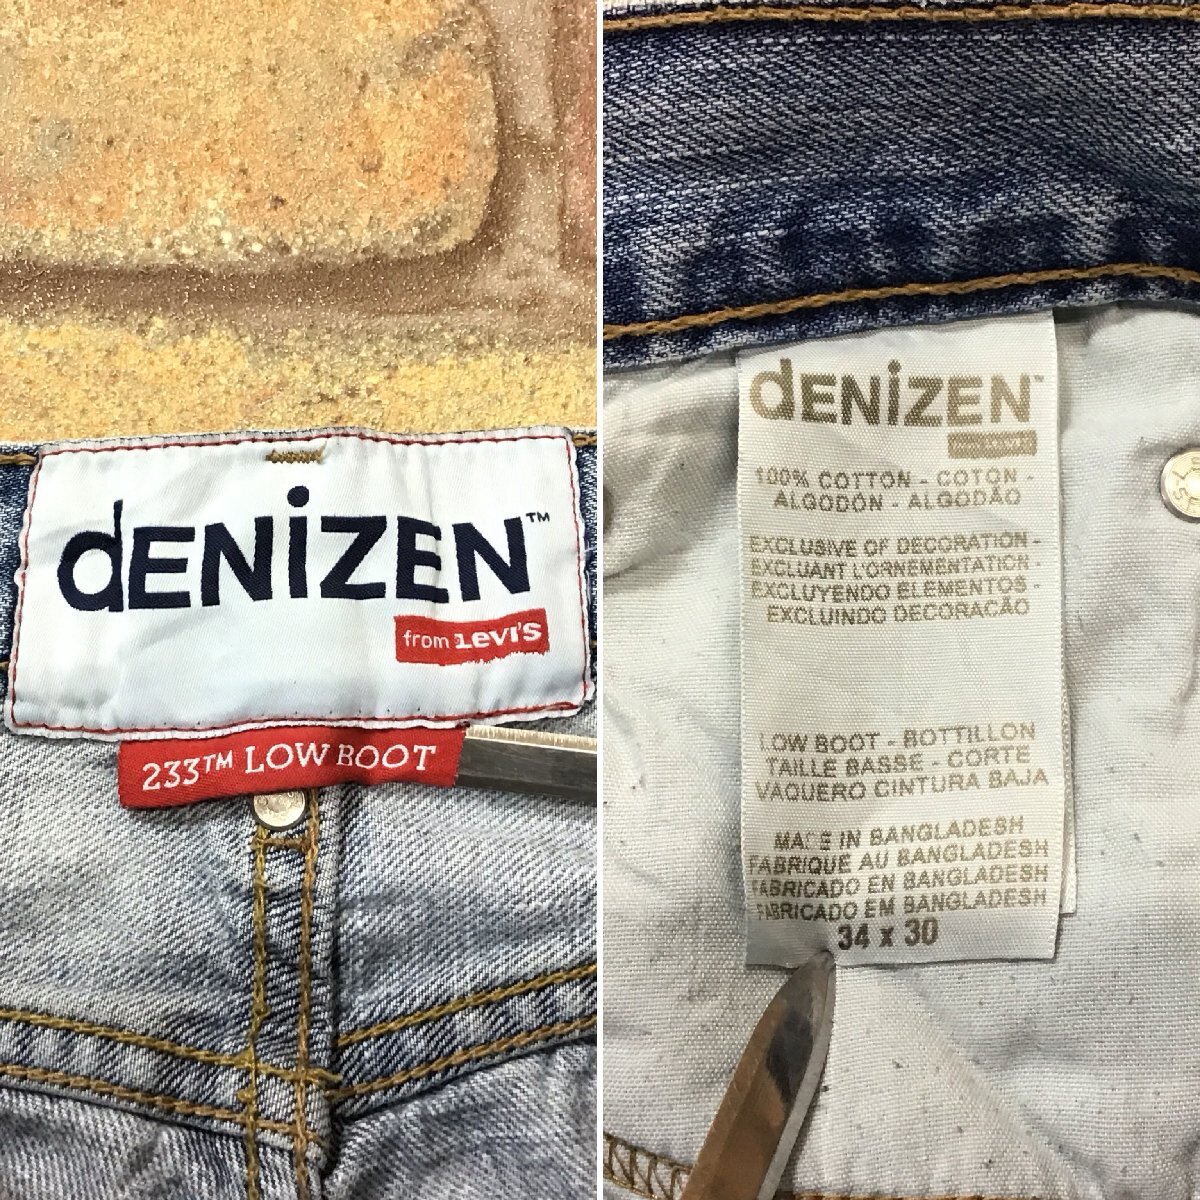 dENiZEN™
from Levi's
233™ LOW BOOT
dENiZEN™
100% COTTON - COTON
ALGODÓN - ALGODÃO
EXCLUSIVE OF DECORATION -
EXCLUANT L'ORNEMENTATION -
EXCLUYENDO ELEMENTOS -
EXCLUINDO DECORACÃO
LOW BOOT - BOTTILLON
TAILLE BASSE - CORTE
VAQUERO CINTURA BAJA
MADE IN BANGLADESH
FABRIQUE AU BANGLADESH
FABRICADO EN BANGLADESH
FABRICADO EM BANGLADESH
34 x 30